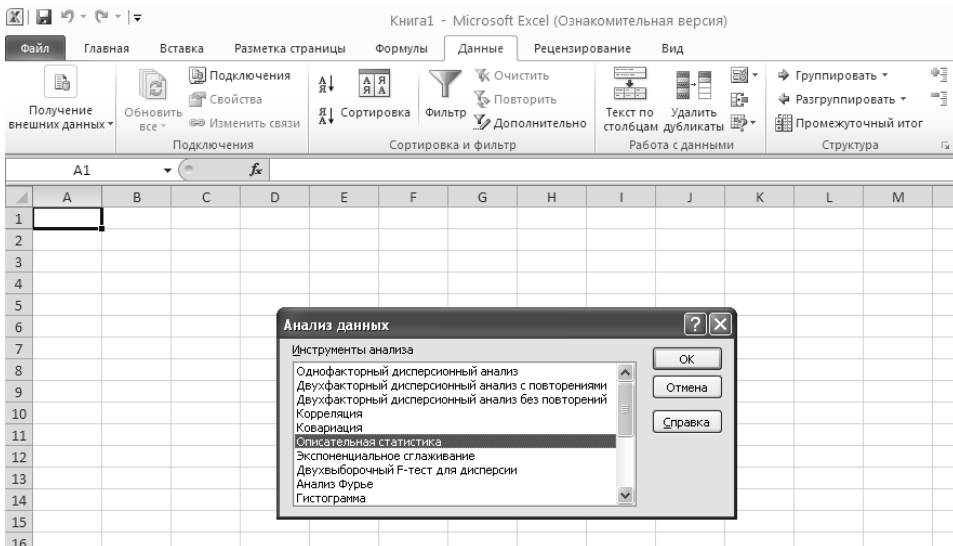 Книга1 - Microsoft Excel (Ознакомительная версия)
Файл Главная Вставка Разметка страницы Формулы Данные Рецензирование Вид
Получение внешних данных
Обновить все
Подключения
Свойства
Изменить связи
Подключения
Сортировка
Фильтр
Очистить
Повторить
Дополнительно
Сортировка и фильтр
Текст по столбцам
Удалить дубликаты
Работа с данными
Группировать
Разгруппировать
Промежуточный итог
Структура
A1 fx
A B C D E F G H I J K L M
1
2
3
4
5
6
7
8
9
10
11
12
13
14
15
16
Анализ данных
Инструменты анализа
Однофакторный дисперсионный анализ
Двухфакторный дисперсионный анализ с повторениями
Двухфакторный дисперсионный анализ без повторений
Корреляция
Ковариация
Описательная статистика
Экспоненциальное сглаживание
Двухвыборочный F-тест для дисперсии
Анализ Фурье
Гистограмма
ОК
Отмена
Справка